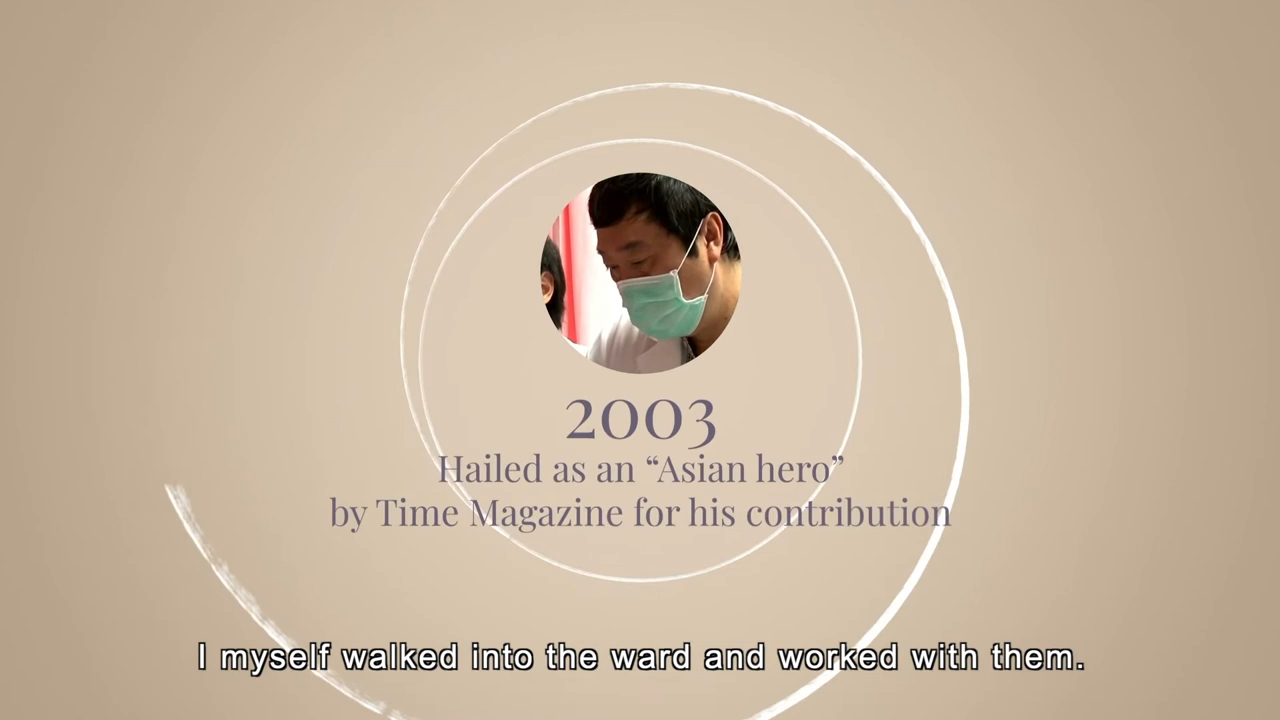 2003
Hailed as an “Asian hero”
by Time Magazine for his contribution
I myself walked into the ward and worked with them.